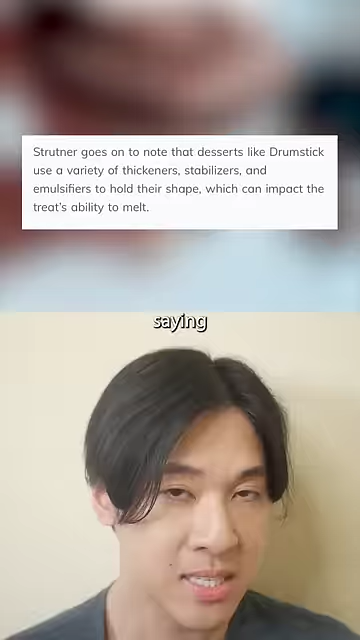 Strutner goes on to note that desserts like Drumstick
use a variety of thickeners, stabilizers, and
emulsifiers to hold their shape, which can impact the
treat's ability to melt.
saying